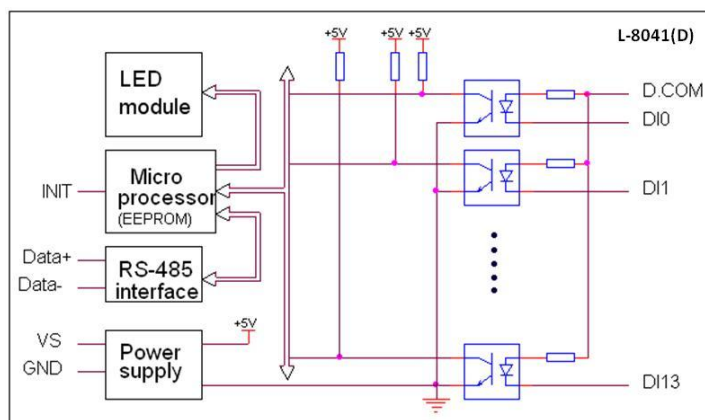 L-8041(D)
+5V
+5V
+5V
LED
module
D.COM
DI0
INIT
Micro
processor
(EEPROM)
DI1
Data+
Data-
RS-485
interface
+5V
VS
GND
Power
supply
DI13